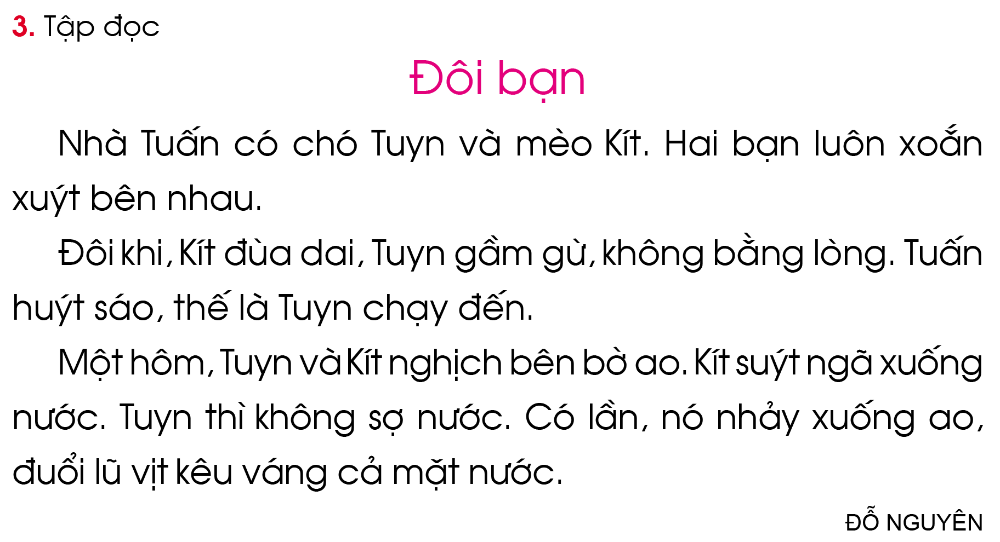 3. Tập đọc
Đôi bạn
Nhà Tuấn có chó Tuyn và mèo Kít. Hai bạn luôn xoắn
xuýt bên nhau.
Đôi khi, Kít đùa dai, Tuyn gầm gừ, không bằng lòng. Tuấn
huýt sáo, thế là Tuyn chạy đến.
Một hôm, Tuyn và Kít nghịch bên bờ ao. Kít suýt ngã xuống
nước. Tuyn thì không sợ nước. Có lần, nó nhảy xuống ao,
đuổi lũ vịt kêu váng cả mặt nước.
ĐỖ NGUYÊN